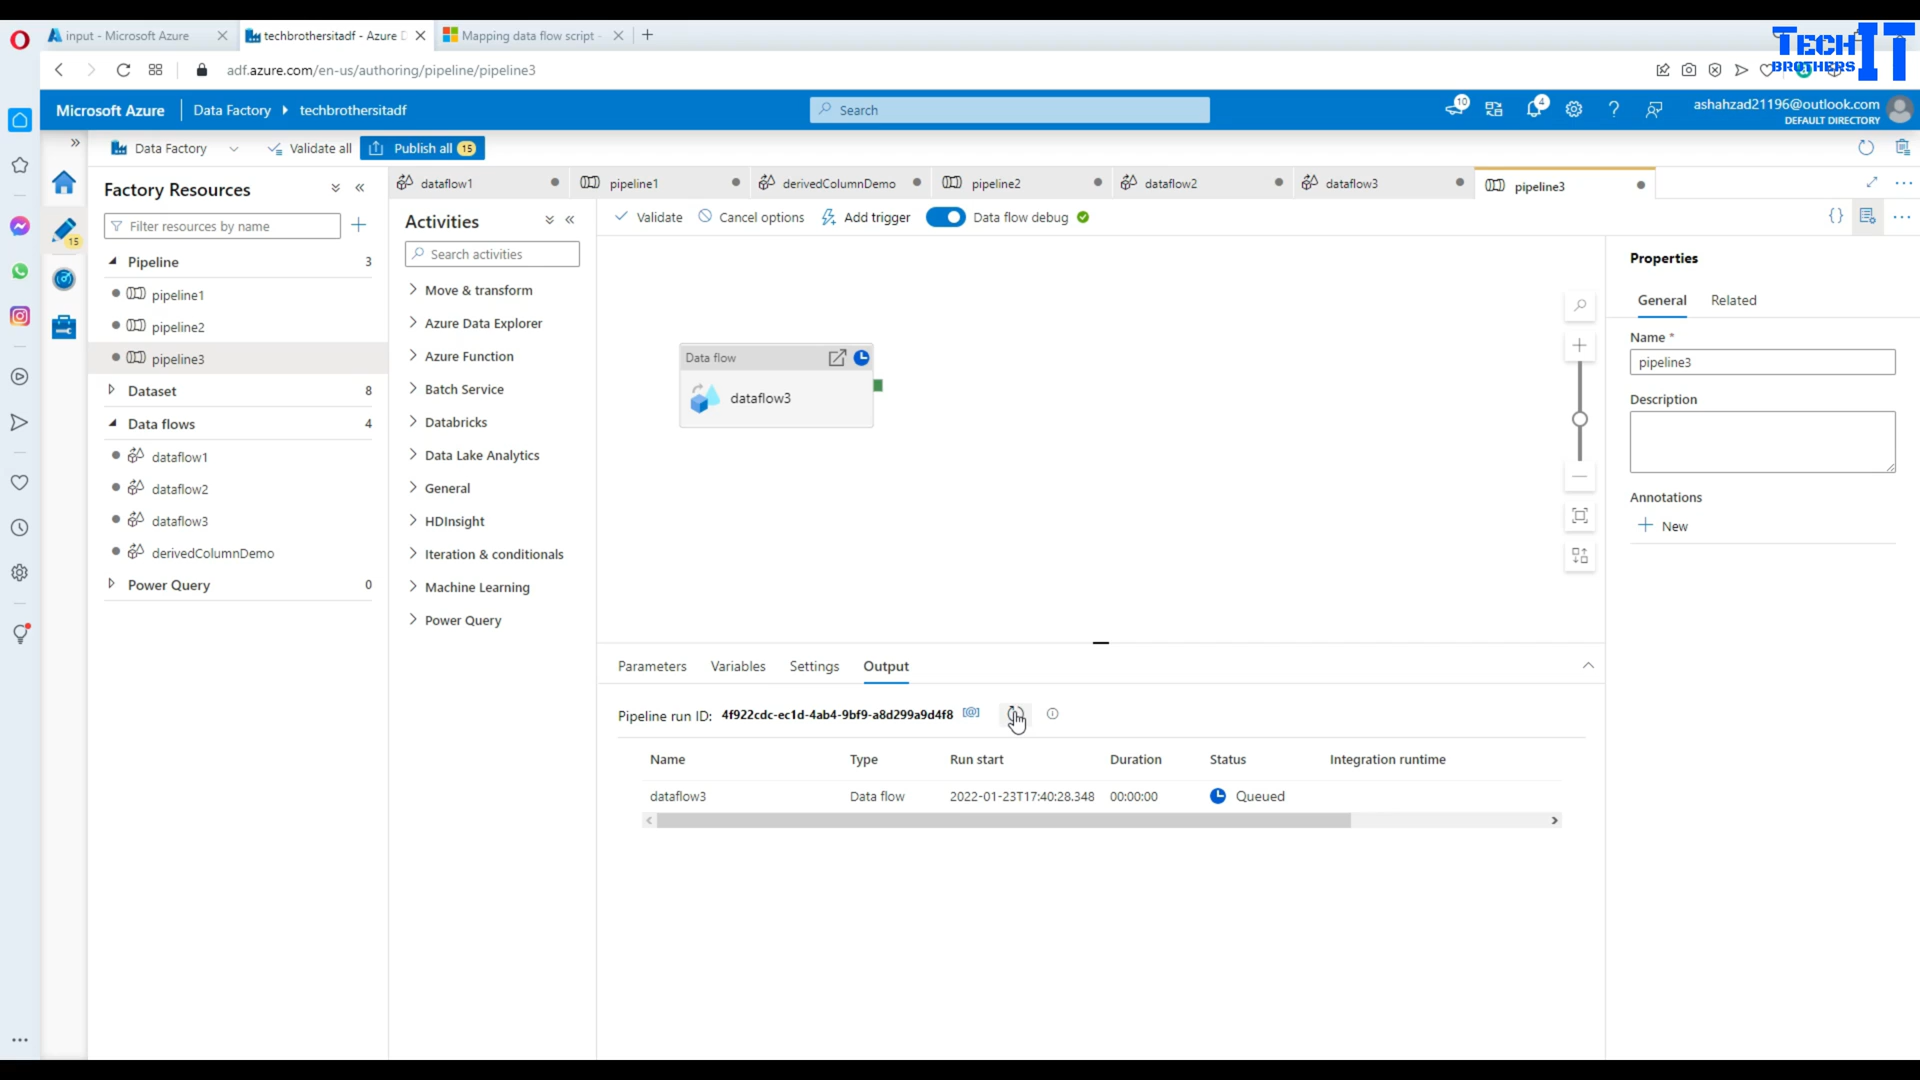 input - Microsoft Azure
techbrothersitadf - Azure D
Mapping data flow script -
TECH IT
BROTHERS
adf.azure.com/en-us/authoring/pipeline/pipeline3
Microsoft Azure
Data Factory
techbrothersitadf
Search
10
4
ashahzad21196@outlook.com
DEFAULT DIRECTORY
Data Factory
Validate all
Publish all 15
15
Factory Resources
Filter resources by name
Pipeline 3
pipeline1
pipeline2
pipeline3
Dataset 8
Data flows 4
dataflow1
dataflow2
dataflow3
derivedColumnDemo
Power Query 0
dataflow1
pipeline1
derivedColumnDemo
pipeline2
dataflow2
dataflow3
pipeline3
Activities
Search activities
Move & transform
Azure Data Explorer
Azure Function
Batch Service
Databricks
Data Lake Analytics
General
HDInsight
Iteration & conditionals
Machine Learning
Power Query
Validate
Cancel options
Add trigger
Data flow debug
Data flow
dataflow3
Parameters
Variables
Settings
Output
Pipeline run ID: 4f922cdc-ec1d-4ab4-9bf9-a8d299a9d4f8
Name Type Run start Duration Status Integration runtime
dataflow3 Data flow 2022-01-23T17:40:28.348 00:00:00 Queued
Properties
General
Related
Name *
pipeline3
Description
Annotations
New